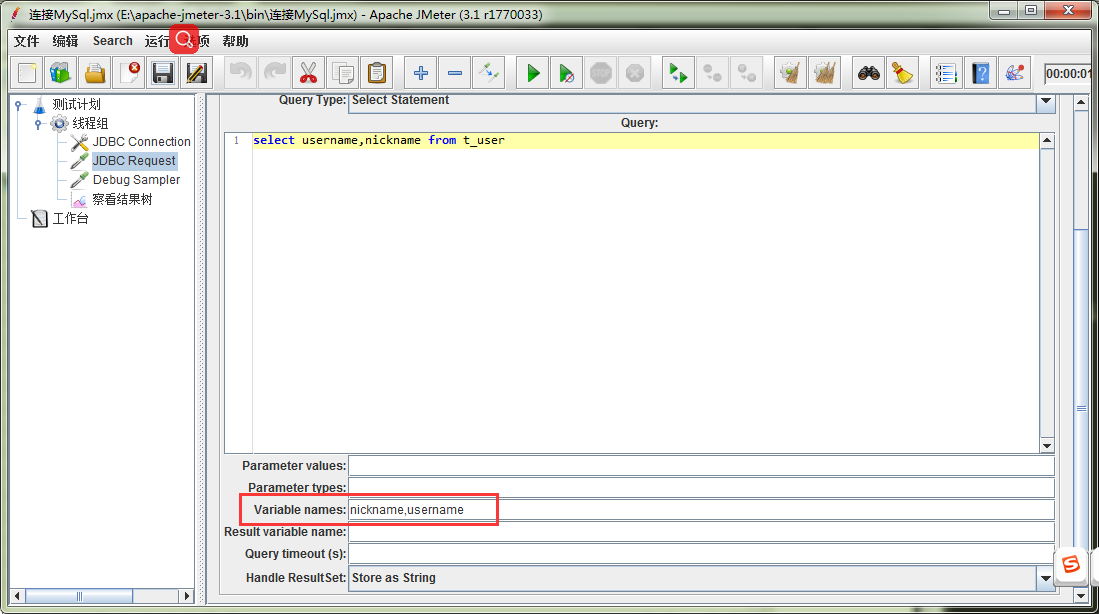 连接MySql.jmx (E:\apache-jmeter-3.1\bin\连接MySql.jmx) - Apache JMeter (3.1 r1770033)
文件 编辑 Search 运行 项 帮助
STOP
00:00:01
测试计划
线程组
JDBC Connection
JDBC Request
Debug Sampler
察看结果树
工作台
Query Type: Select Statement
Query:
1 select username,nickname from t_user
Parameter values:
Parameter types:
Variable names: nickname,username
Result variable name:
Query timeout (s):
Handle ResultSet: Store as String